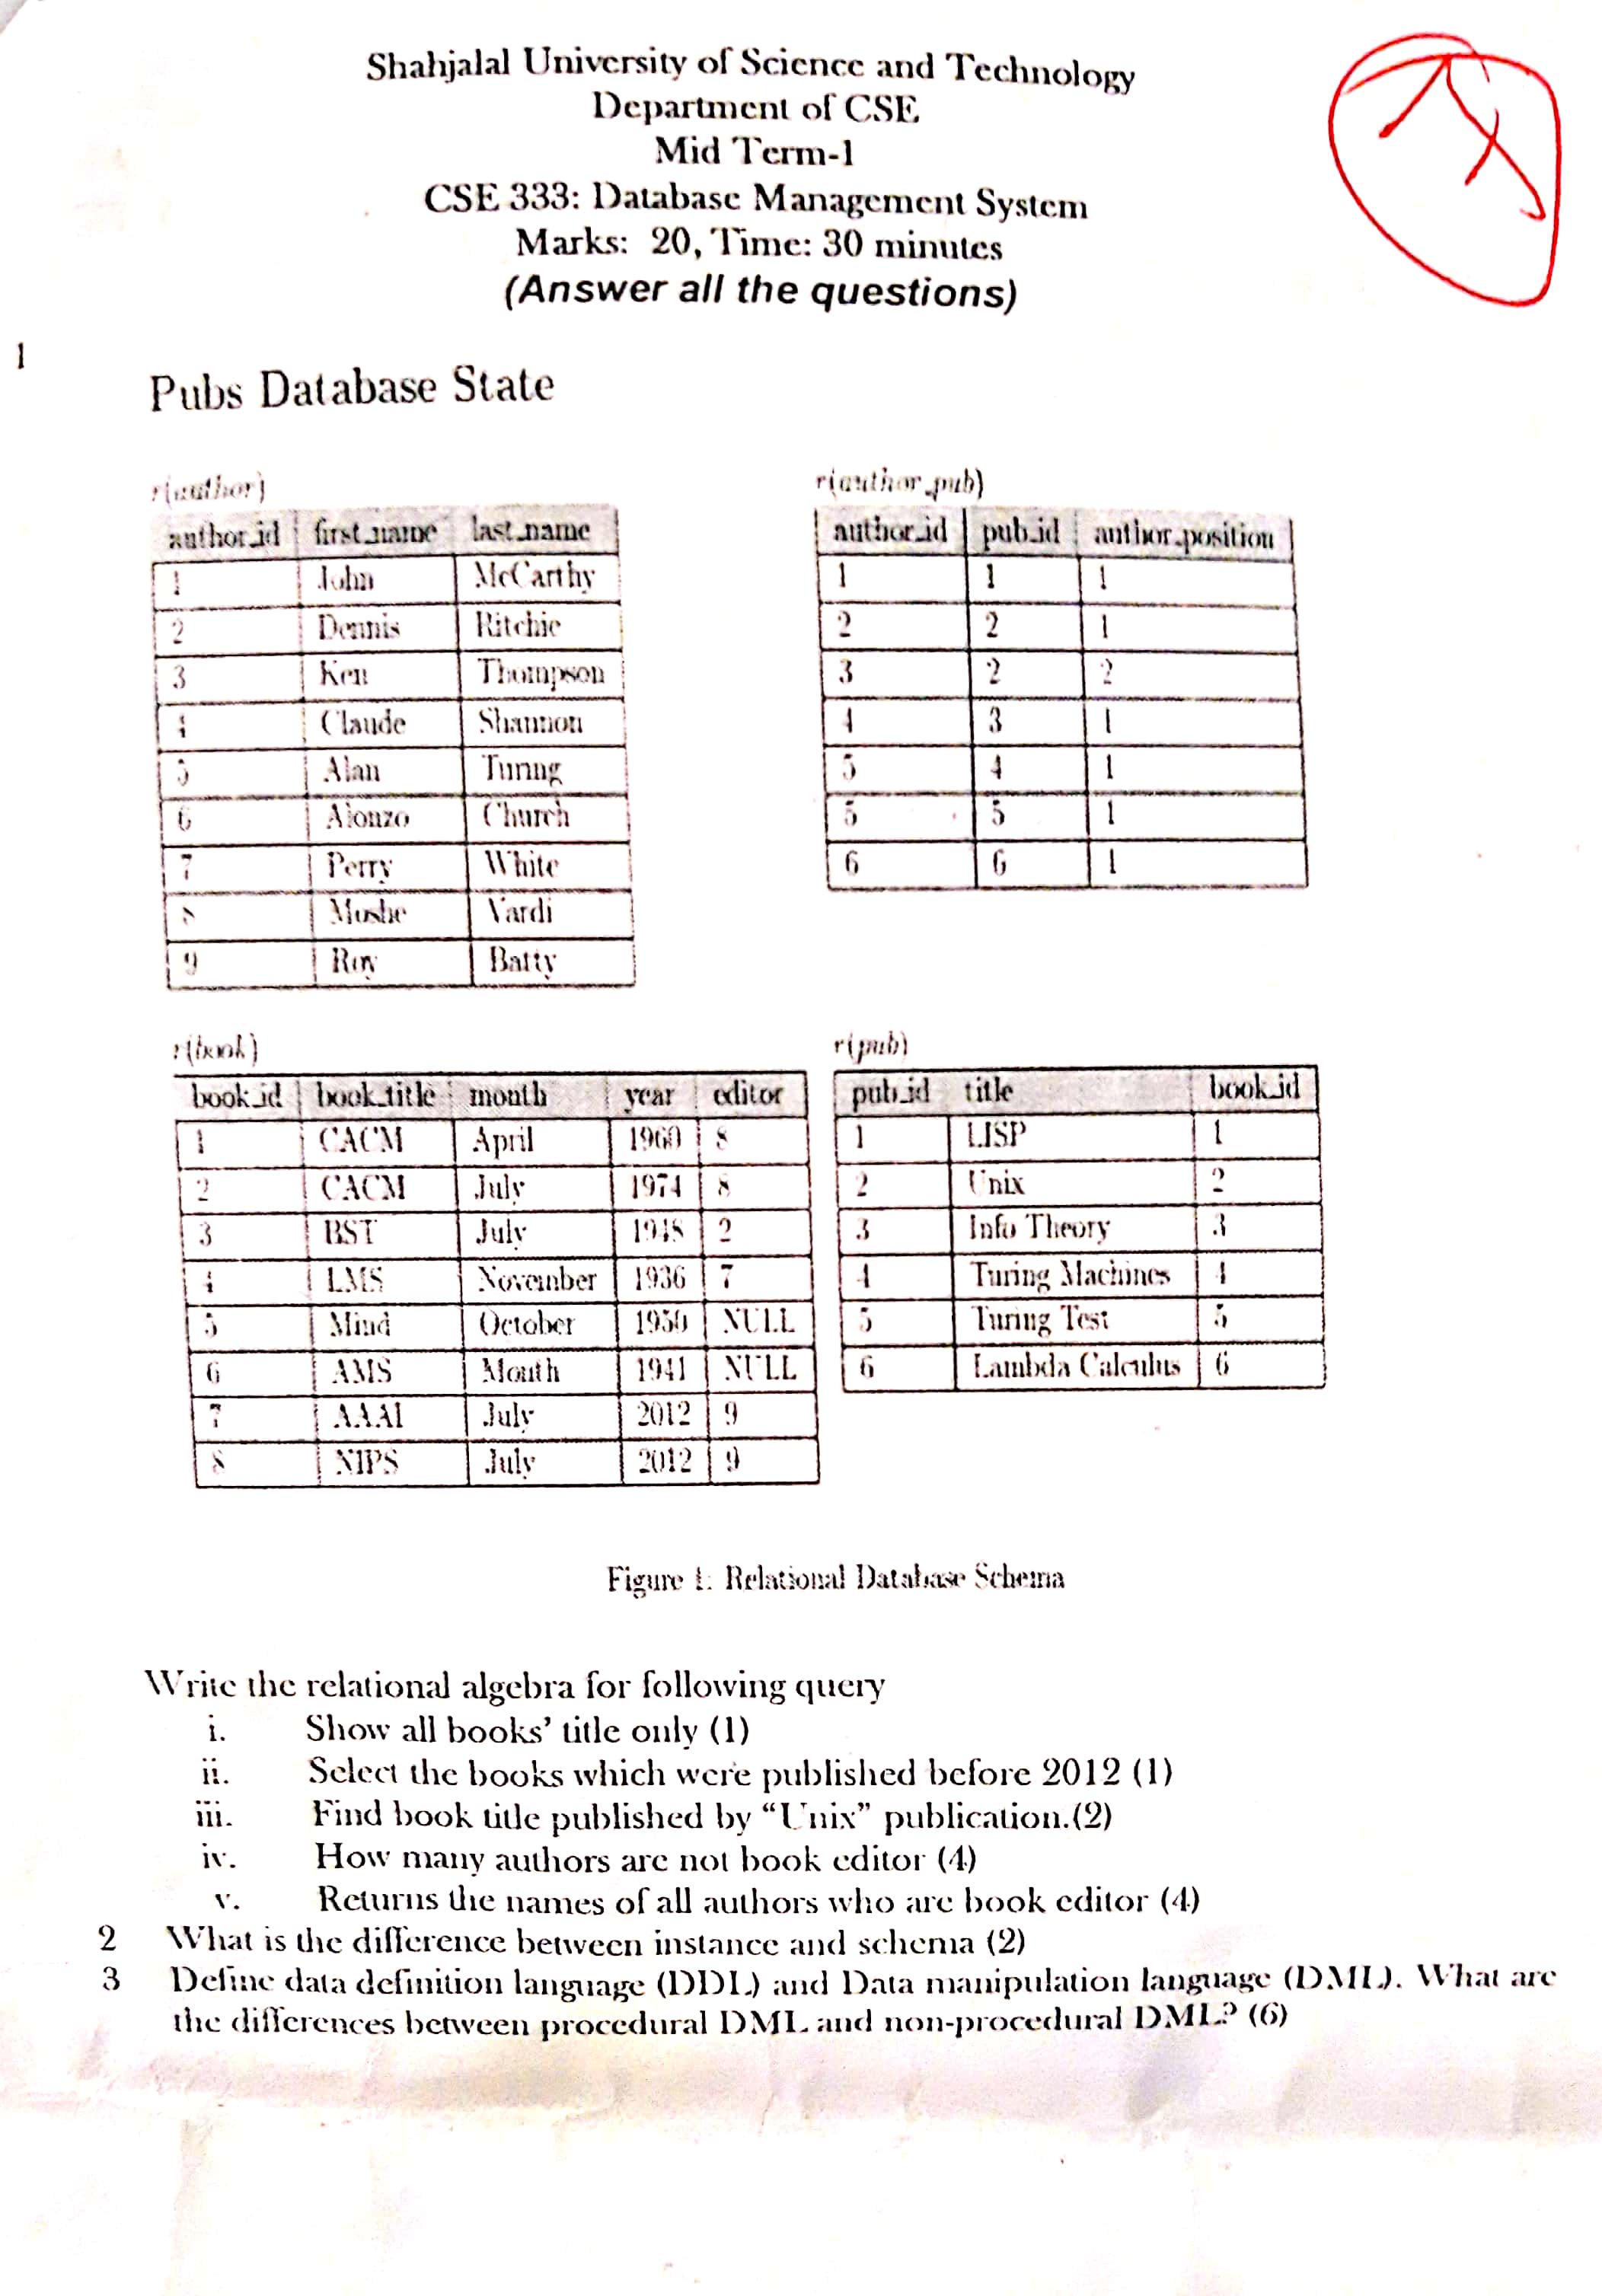 Shahjalal University of Science and Technology
Department of CSE
Mid Term-1
CSE 333: Database Management System
Marks: 20, Time: 30 minutes
(Answer all the questions)
1
Pubs Database State
r(author)
author_id first_name last_name
1 John McCarthy
2 Dennis Ritchie
3 Ken Thompson
4 Claude Shannon
5 Alan Turing
6 Alonzo Church
7 Perry White
8 Moshe Vardi
9 Roy Batty
r(author_pub)
author_id pub_id author_position
1 1 1
2 2 1
3 2 2
4 3 1
5 4 1
5 5 1
6 6 1
r(book)
book_id book_title month year editor
1 CACM April 1960 8
2 CACM July 1974 8
3 BST July 1948 2
4 LMS November 1936 7
5 Mind October 1950 NULL
6 AMS Month 1941 NULL
7 AAAI July 2012 9
8 NIPS July 2012 9
r(pub)
pub_id title book_id
1 LISP 1
2 Unix 2
3 Info Theory 3
4 Turing Machines 4
5 Turing Test 5
6 Lambda Calculus 6
Figure 1: Relational Database Schema
Write the relational algebra for following query
i. Show all books' title only (1)
ii. Select the books which were published before 2012 (1)
iii. Find book title published by “Unix” publication.(2)
iv. How many authors are not book editor (4)
v. Returns the names of all authors who are book editor (4)
2 What is the difference between instance and schema (2)
3 Define data definition language (DDL) and Data manipulation language (DML). What are
the differences between procedural DML and non-procedural DML? (6)